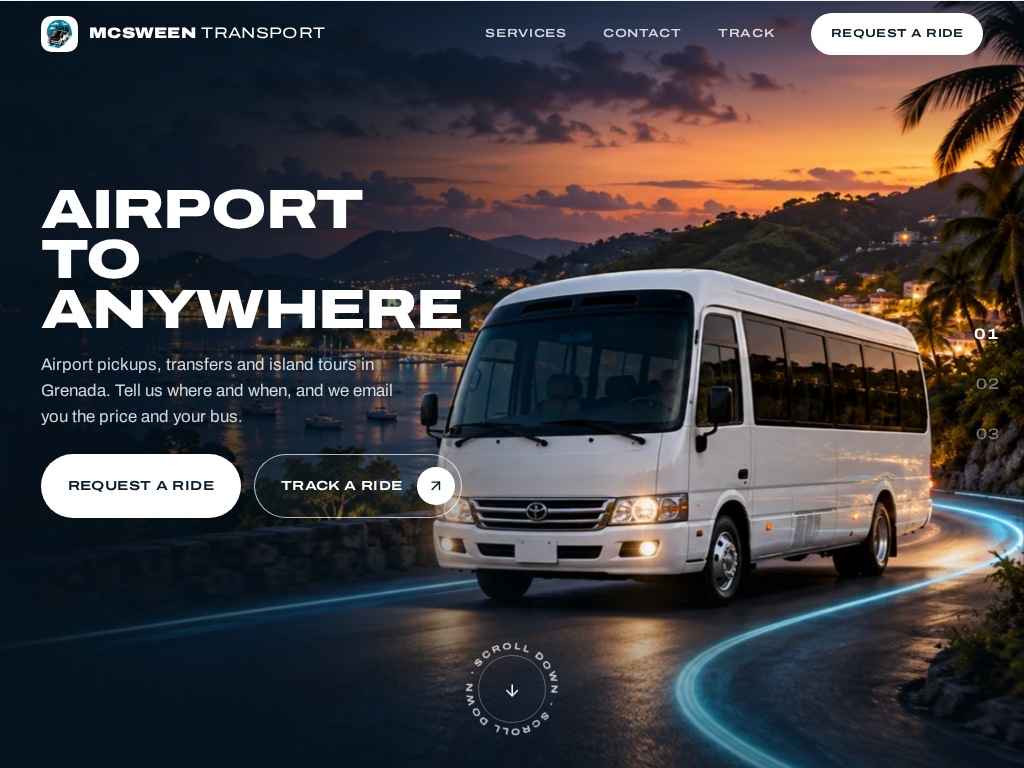 MCSWEEN TRANSPORT
SERVICES
CONTACT
TRACK
REQUEST A RIDE
AIRPORT
TO
ANYWHERE
Airport pickups, transfers and island tours in
Grenada. Tell us where and when, and we email
you the price and your bus.
REQUEST A RIDE
TRACK A RIDE
01
02
03
SCROLL DOWN · SCROLL DOWN ·